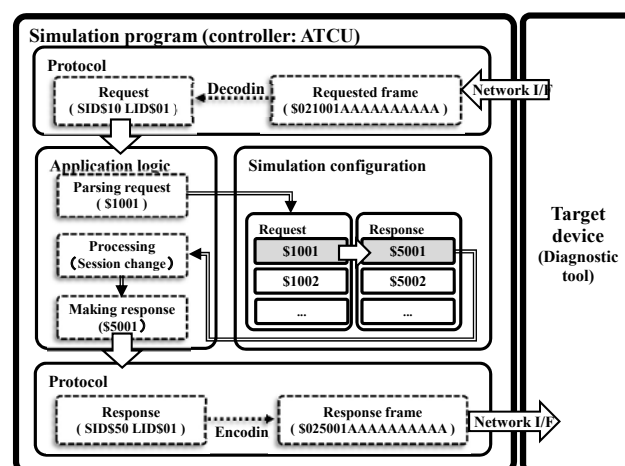 Simulation program (controller: ATCU)
Protocol
Request
( SID$10 LID$01 }
Decodin
Requested frame
( $021001AAAAAAAAAA )
Network I/F
Application logic
Parsing request
( $1001 )
Processing
(Session change)
Making response
($5001)
Simulation configuration
Request
$1001
$1002
...
Response
$5001
$5002
...
Target
device
(Diagnostic
tool)
Protocol
Response
( SID$50 LID$01 )
Encodin
Response frame
( $025001AAAAAAAAAA )
Network I/F